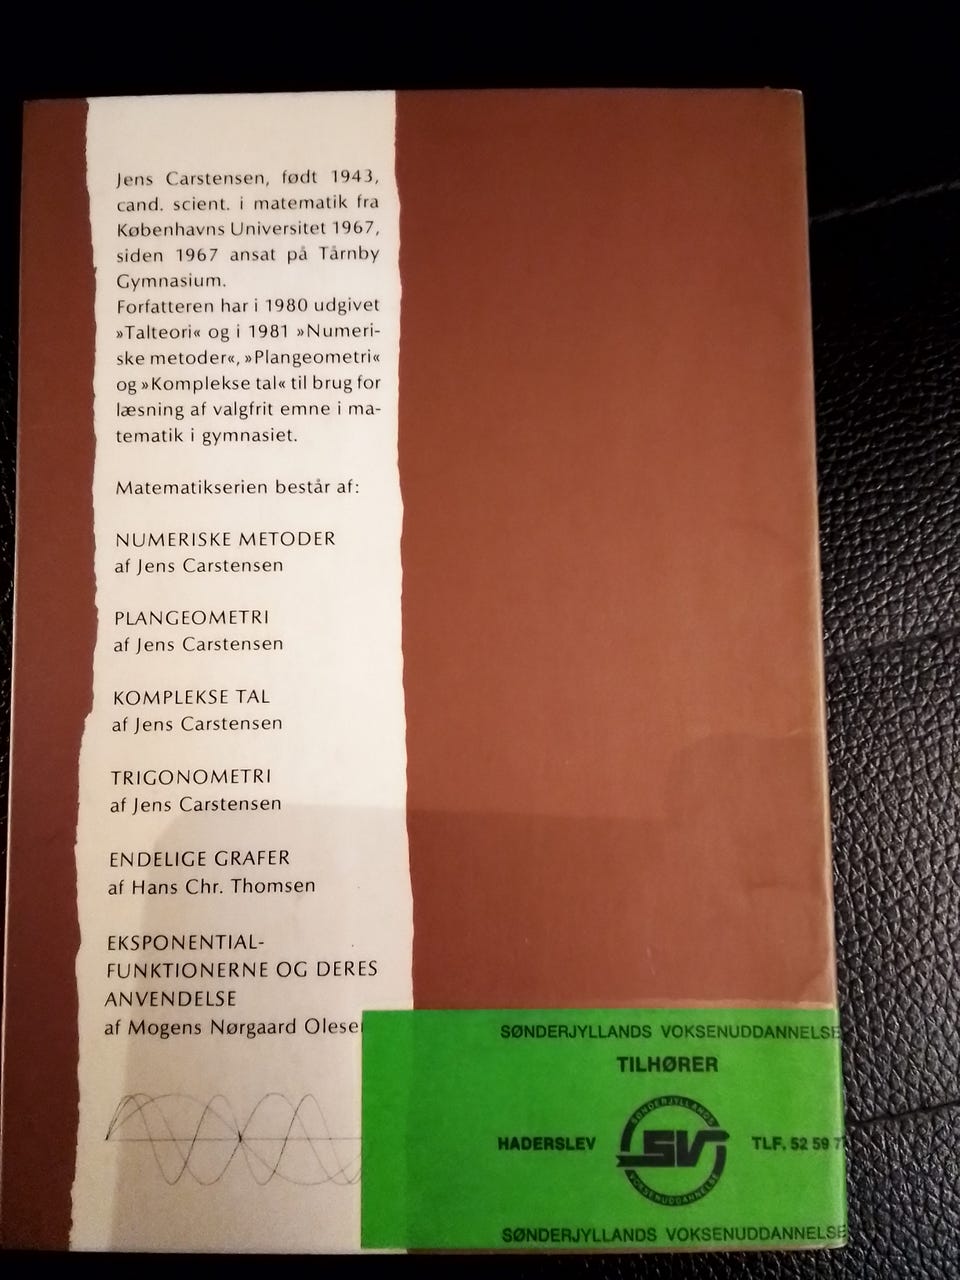 Jens Carstensen, født 1943,
cand. scient. i matematik fra
Københavns Universitet 1967,
siden 1967 ansat på Tårnby
Gymnasium.
Forfatteren har i 1980 udgivet
»Talteori« og i 1981 »Numeri-
ske metoder«, »Plangeometri«
og »Komplekse tal« til brug for
læsning af valgfrit emne i ma-
tematik i gymnasiet.
Matematikserien består af:
NUMERISKE METODER
af Jens Carstensen
PLANGEOMETRI
af Jens Carstensen
KOMPLEKSE TAL
af Jens Carstensen
TRIGONOMETRI
af Jens Carstensen
ENDELIGE GRAFER
af Hans Chr. Thomsen
EKSPONENTIAL-
FUNKTIONERNE OG DERES
ANVENDELSE
af Mogens Nørgaard Olesen
SØNDERJYLLANDS VOKSENUDDANNELSE
TILHØRER
HADERSLEV
SØNDERJYLLANDS
SV
VOKSENUDDANNELSE
TLF. 52 59 7
SØNDERJYLLANDS VOKSENUDDANNELSE